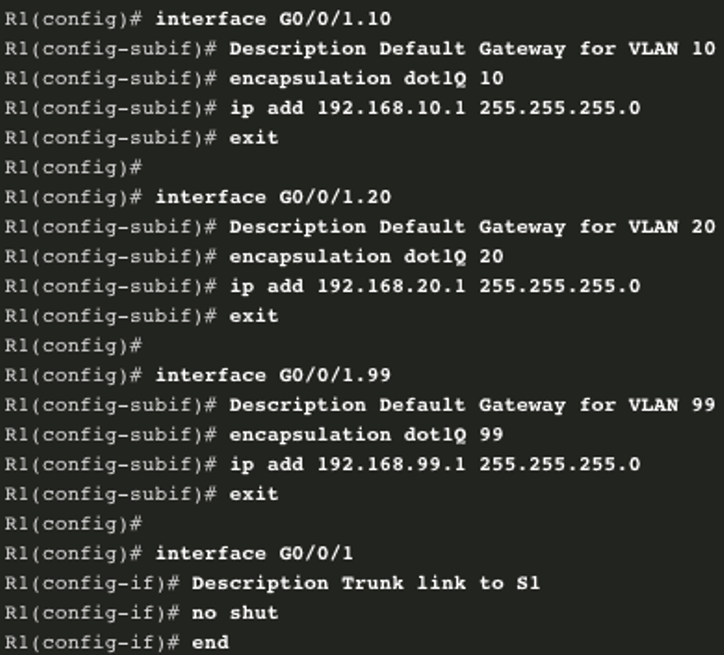 R1(config)# interface G0/0/1.10
R1(config-subif)# Description Default Gateway for VLAN 10
R1(config-subif)# encapsulation dot1Q 10
R1(config-subif)# ip add 192.168.10.1 255.255.255.0
R1(config-subif)# exit
R1(config)#
R1(config)# interface G0/0/1.20
R1(config-subif)# Description Default Gateway for VLAN 20
R1(config-subif)# encapsulation dot1Q 20
R1(config-subif)# ip add 192.168.20.1 255.255.255.0
R1(config-subif)# exit
R1(config)#
R1(config)# interface G0/0/1.99
R1(config-subif)# Description Default Gateway for VLAN 99
R1(config-subif)# encapsulation dot1Q 99
R1(config-subif)# ip add 192.168.99.1 255.255.255.0
R1(config-subif)# exit
R1(config)#
R1(config)# interface G0/0/1
R1(config-if)# Description Trunk link to S1
R1(config-if)# no shut
R1(config-if)# end